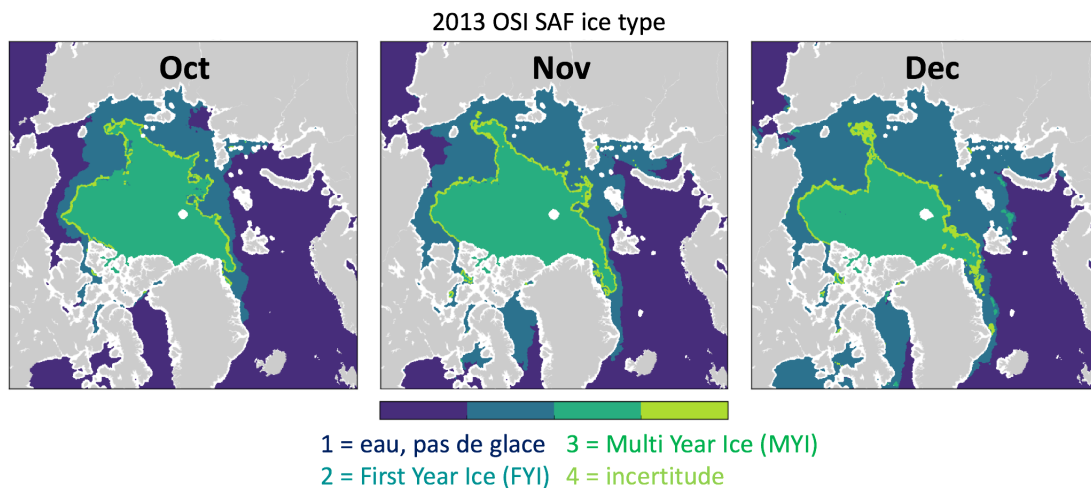 2013 OSI SAF ice type
Oct
Nov
Dec
1 = eau, pas de glace
3 = Multi Year Ice (MYI)
2 = First Year Ice (FYI)
4 = incertitude